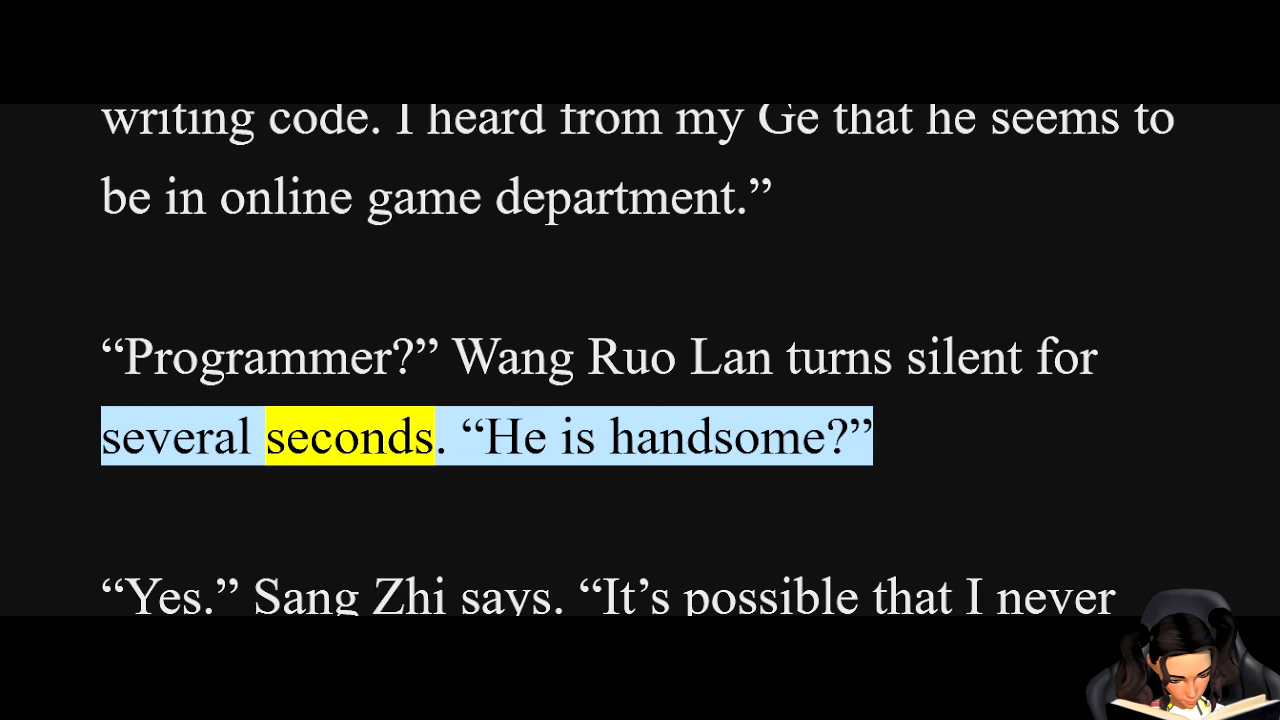 writing code. I heard from my Ge that he seems to
be in online game department.”
“Programmer?” Wang Ruo Lan turns silent for
several seconds. “He is handsome?”
“Yes.” Sang Zhi says. “It’s possible that I never